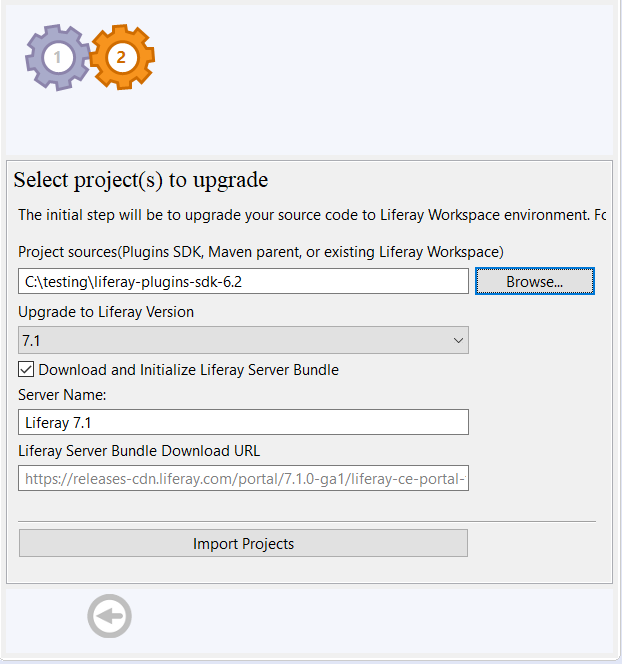 1 2
Select project(s) to upgrade
The initial step will be to upgrade your source code to Liferay Workspace environment. Fo
Project sources(Plugins SDK, Maven parent, or existing Liferay Workspace)
C:\testing\liferay-plugins-sdk-6.2
Browse...
Upgrade to Liferay Version
7.1
Download and Initialize Liferay Server Bundle
Server Name:
Liferay 7.1
Liferay Server Bundle Download URL
https://releases-cdn.liferay.com/portal/7.1.0-ga1/liferay-ce-portal-
Import Projects